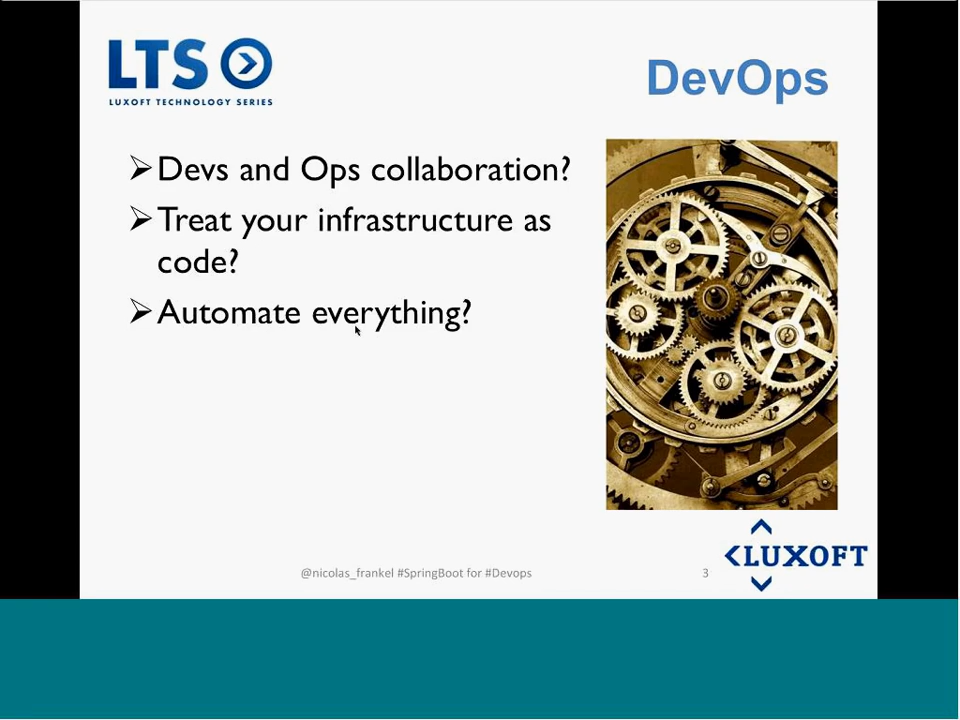 LTS
LUXOFT TECHNOLOGY SERIES
DevOps
Devs and Ops collaboration?
Treat your infrastructure as
code?
Automate everything?
@nicolas_frankel #SpringBoot for #Devops
3
LUXOFT